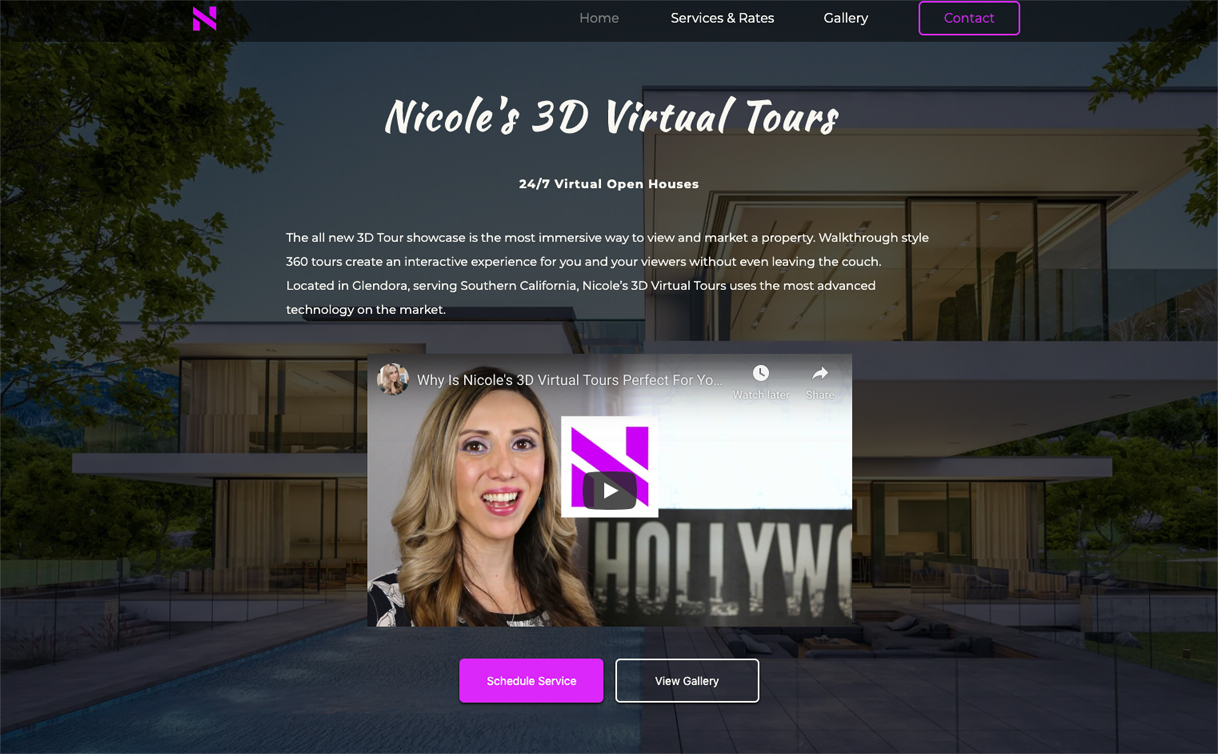 Home Services & Rates Gallery Contact
Nicole's 3D Virtual Tours
24/7 Virtual Open Houses
The all new 3D Tour showcase is the most immersive way to view and market a property. Walkthrough style
360 tours create an interactive experience for you and your viewers without even leaving the couch.
Located in Glendora, serving Southern California, Nicole’s 3D Virtual Tours uses the most advanced
technology on the market.
Why Is Nicole's 3D Virtual Tours Perfect For Yo...
Watch later Share
N
HOLLYWO
Schedule Service View Gallery